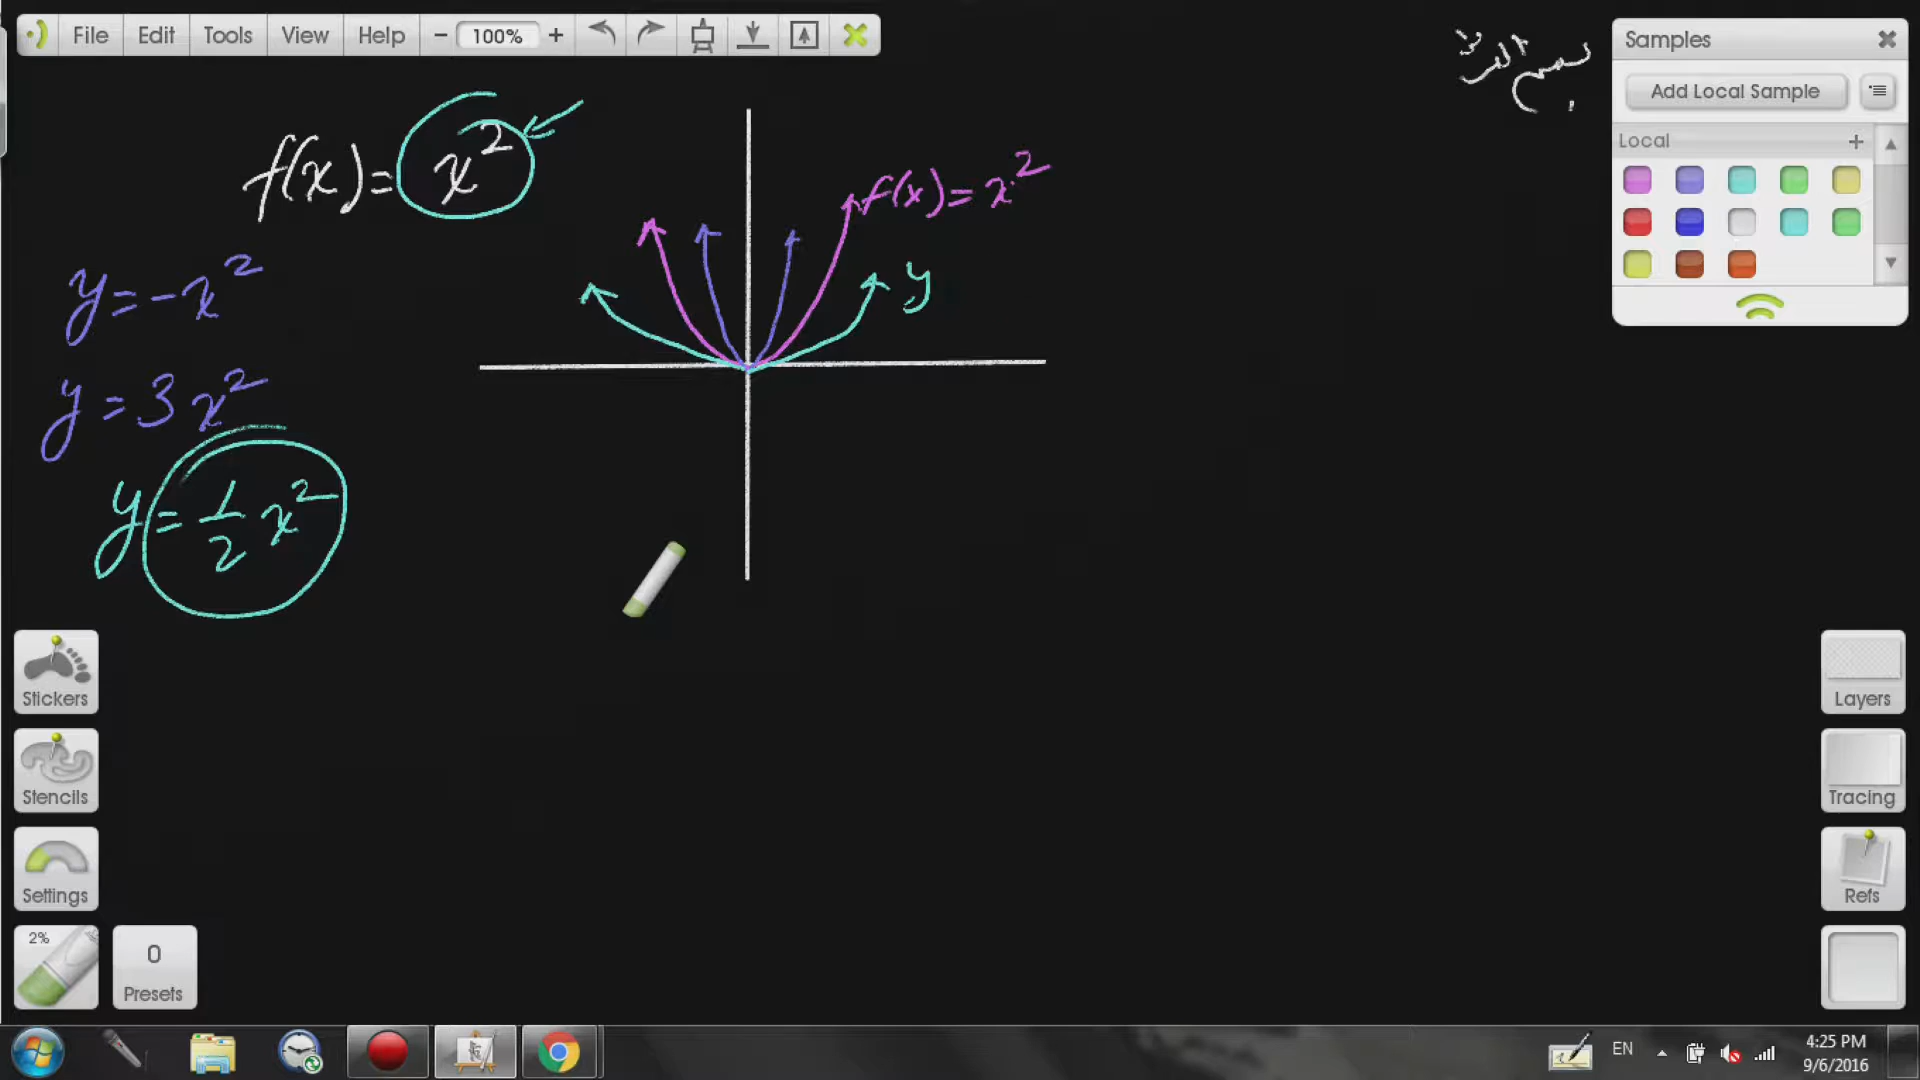 File Edit Tools View Help − 100% +
Samples
Add Local Sample
Local +
بسم الله
f(x) = x²
f(x) = x²
y = -x²
y
y = 3x²
y = 1/2 x²
Stickers
Stencils
Settings
2%
0
Presets
Layers
Tracing
Refs
EN
4:25 PM
9/6/2016